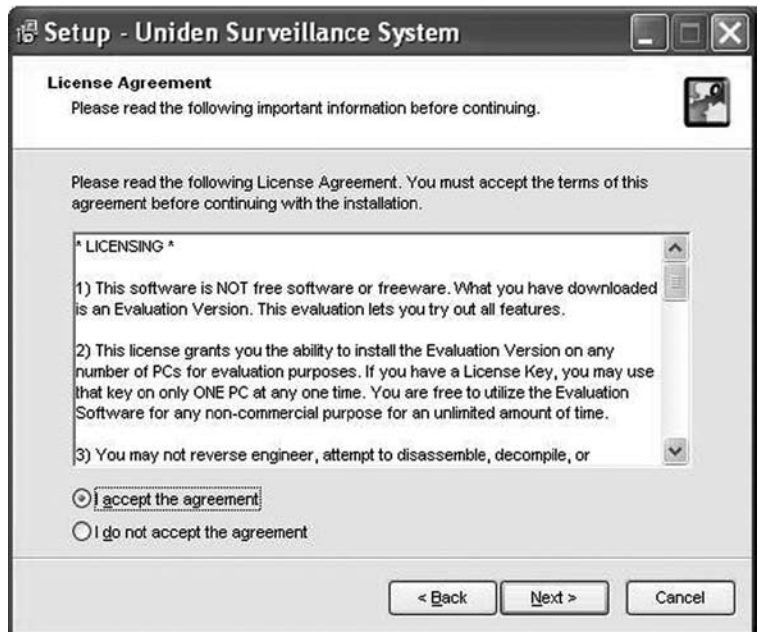 Setup - Uniden Surveillance System
License Agreement
Please read the following important information before continuing.
Please read the following License Agreement. You must accept the terms of this
agreement before continuing with the installation.
* LICENSING *
1) This software is NOT free software or freeware. What you have downloaded
is an Evaluation Version. This evaluation lets you try out all features.
2) This license grants you the ability to install the Evaluation Version on any
number of PCs for evaluation purposes. If you have a License Key, you may use
that key on only ONE PC at any one time. You are free to utilize the Evaluation
Software for any non-commercial purpose for an unlimited amount of time.
3) You may not reverse engineer, attempt to disassemble, decompile, or
I accept the agreement
I do not accept the agreement
< Back Next > Cancel